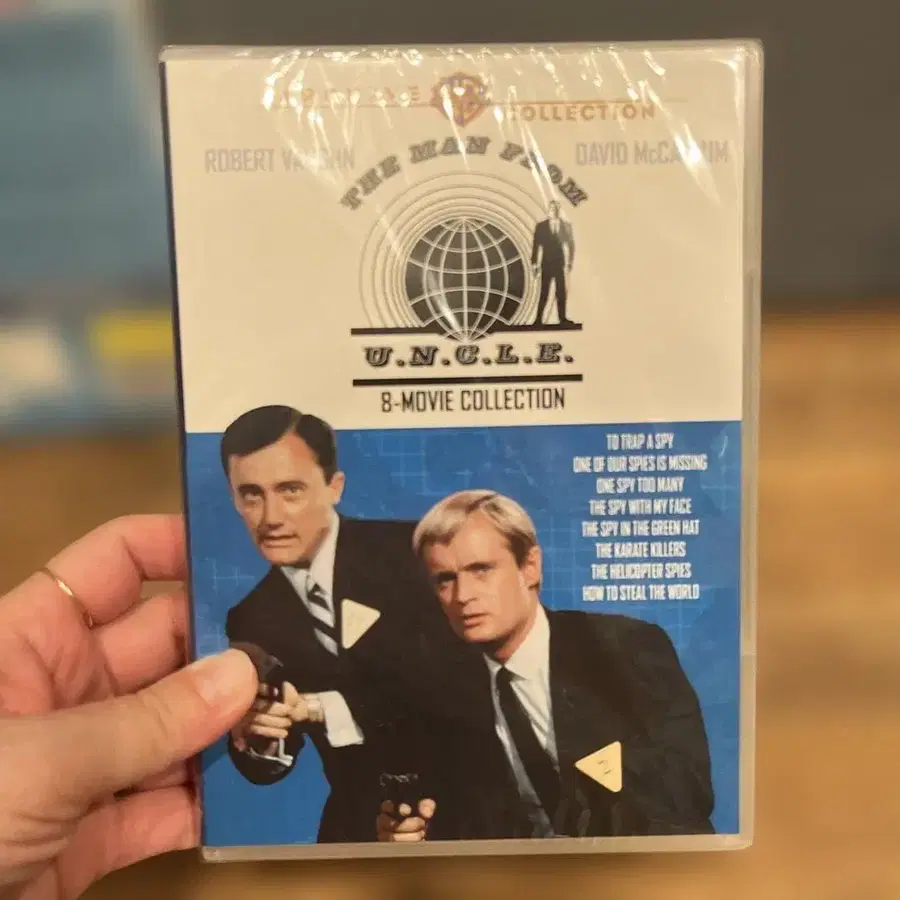 COLLECTION
ROBERT VAUGHN
DAVID McCALLUM
THE MAN FROM
U.N.C.L.E.
8-MOVIE COLLECTION
TO TRAP A SPY
ONE OF OUR SPIES IS MISSING
ONE SPY TOO MANY
THE SPY WITH MY FACE
THE SPY IN THE GREEN HAT
THE KARATE KILLERS
THE HELICOPTER SPIES
HOW TO STEAL THE WORLD
2